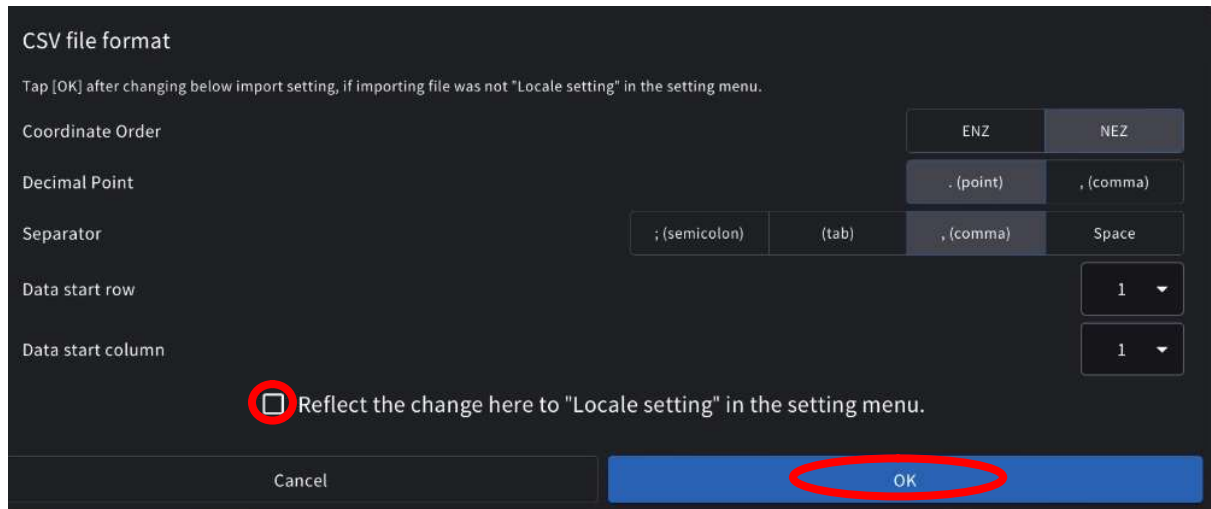 CSV file format
Tap [OK] after changing below import setting, if importing file was not "Locale setting" in the setting menu.
Coordinate Order ENZ NEZ
Decimal Point . (point) , (comma)
Separator ; (semicolon) (tab) , (comma) Space
Data start row 1
Data start column 1
Reflect the change here to "Locale setting" in the setting menu.
Cancel OK